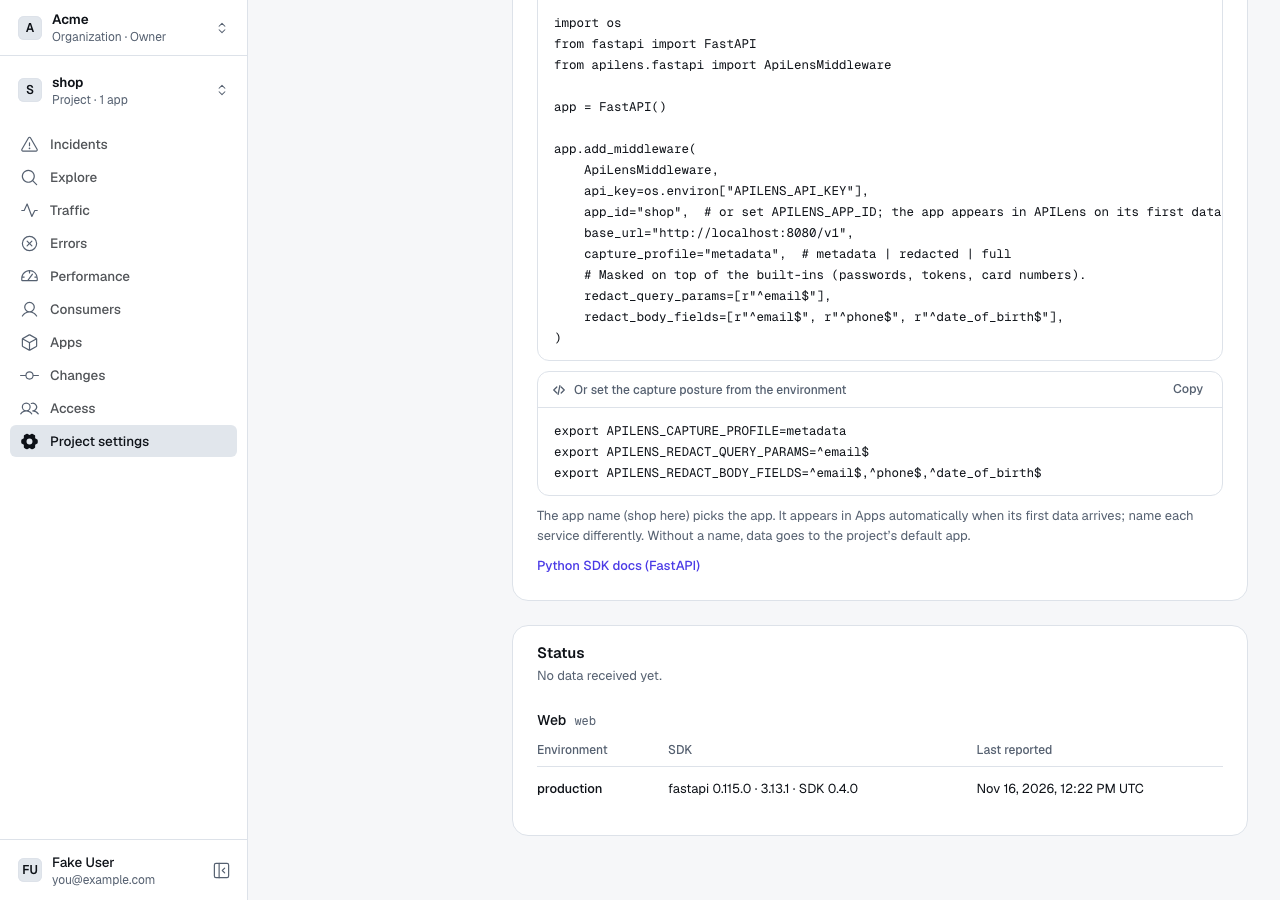 A
Acme
Organization · Owner
S
shop
Project · 1 app
Incidents
Explore
Traffic
Errors
Performance
Consumers
Apps
Changes
Access
Project settings
FU
Fake User
you@example.com
import os
from fastapi import FastAPI
from apilens.fastapi import ApiLensMiddleware
app = FastAPI()
app.add_middleware(
    ApiLensMiddleware,
    api_key=os.environ["APILENS_API_KEY"],
    app_id="shop",  # or set APILENS_APP_ID; the app appears in APILens on its first data
    base_url="http://localhost:8080/v1",
    capture_profile="metadata",  # metadata | redacted | full
    # Masked on top of the built-ins (passwords, tokens, card numbers).
    redact_query_params=[r"^email$"],
    redact_body_fields=[r"^email$", r"^phone$", r"^date_of_birth$"],
)
Or set the capture posture from the environment
Copy
export APILENS_CAPTURE_PROFILE=metadata
export APILENS_REDACT_QUERY_PARAMS=^email$
export APILENS_REDACT_BODY_FIELDS=^email$,^phone$,^date_of_birth$
The app name (shop here) picks the app. It appears in Apps automatically when its first data arrives; name each
service differently. Without a name, data goes to the project's default app.
Python SDK docs (FastAPI)
Status
No data received yet.
Web web
Environment SDK Last reported
production fastapi 0.115.0 · 3.13.1 · SDK 0.4.0 Nov 16, 2026, 12:22 PM UTC